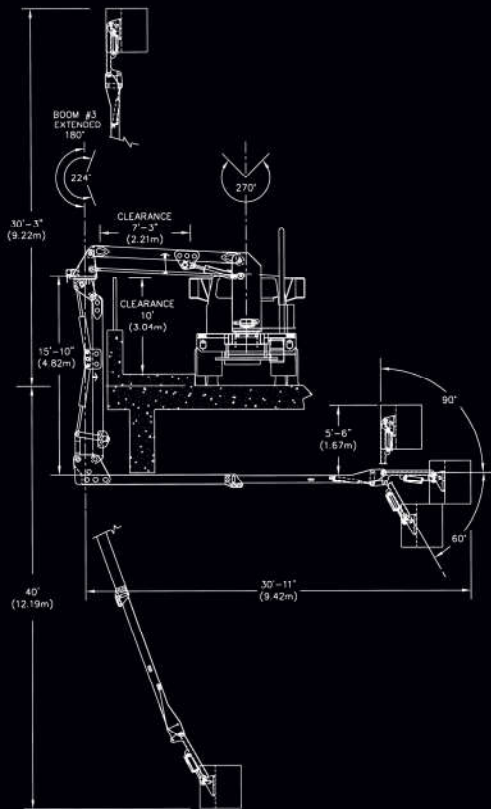 BOOM #3
EXTENDED
180°
224°
270°
30'-3"
(9.22m)
CLEARANCE
7'-3"
(2.21m)
CLEARANCE
10'
(3.04m)
15'-10"
(4.82m)
90°
5'-6"
(1.67m)
60°
30'-11"
(9.42m)
40'
(12.19m)